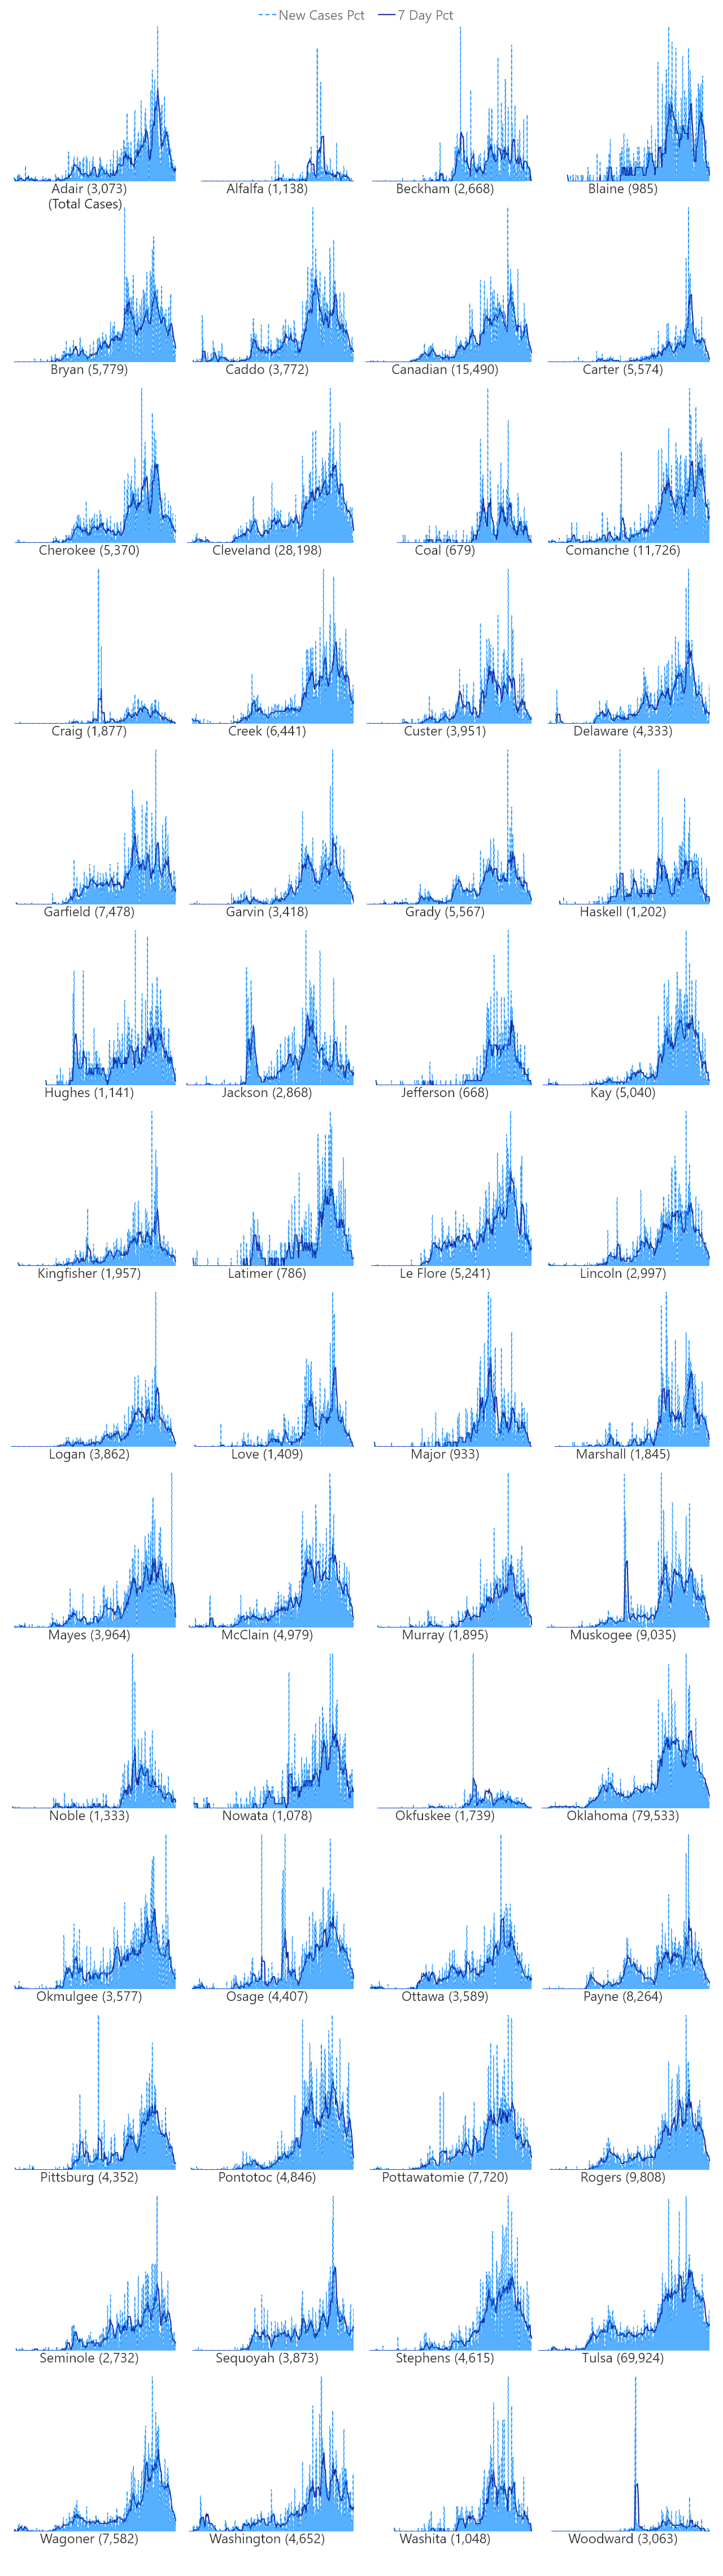 New Cases Pct 7 Day Pct
Adair (3,073) Alfalfa (1,138) Beckham (2,668) Blaine (985)
(Total Cases)
Bryan (5,779) Caddo (3,772) Canadian (15,490) Carter (5,574)
Cherokee (5,370) Cleveland (28,198) Coal (679) Comanche (11,726)
Craig (1,877) Creek (6,441) Custer (3,951) Delaware (4,333)
Garfield (7,478) Garvin (3,418) Grady (5,567) Haskell (1,202)
Hughes (1,141) Jackson (2,868) Jefferson (668) Kay (5,040)
Kingfisher (1,957) Latimer (786) Le Flore (5,241) Lincoln (2,997)
Logan (3,862) Love (1,409) Major (933) Marshall (1,845)
Mayes (3,964) McClain (4,979) Murray (1,895) Muskogee (9,035)
Noble (1,333) Nowata (1,078) Okfuskee (1,739) Oklahoma (79,533)
Okmulgee (3,577) Osage (4,407) Ottawa (3,589) Payne (8,264)
Pittsburg (4,352) Pontotoc (4,846) Pottawatomie (7,720) Rogers (9,808)
Seminole (2,732) Sequoyah (3,873) Stephens (4,615) Tulsa (69,924)
Wagoner (7,582) Washington (4,652) Washita (1,048) Woodward (3,063)